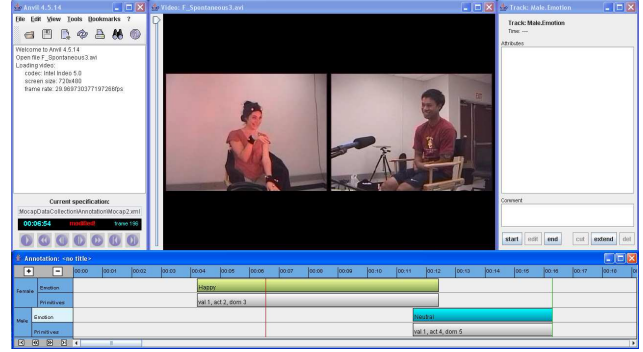 Anvil 4.5.14
File Edit View Tools Bookmarks ?
Welcome to Anvil 4.5.14
Open file F_Spontaneous3.avi
Loading video:
codec: Intel Indeo 5.0
screen size: 720x480
frame rate: 29.969730377197266fps
Current specification:
:MocapDataCollection\Annotation\Mocap2.xml
00:06:54 modified frame 196
Video: F_Spontaneous3.avi
Track: Male.Emotion
Track: Male.Emotion
Time: ---
Attributes
Comment
start edit end cut extend del
Annotation: <no title>
+ - 00:00 00:01 00:02 00:03 00:04 00:05 00:06 00:07 00:08 00:09 00:10 00:11 00:12 00:13 00:14 00:15 00:16 00:17 00:18
Female Emotion Happy
Primitives val 1, act 2, dom 3
Male Emotion Neutral
Primitives val 1, act 4, dom 5